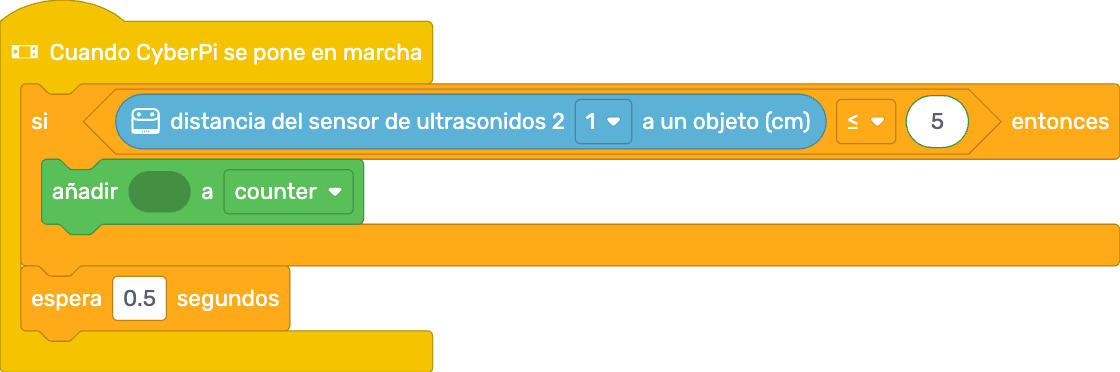 Cuando CyberPi se pone en marcha
si distancia del sensor de ultrasonidos 2 1 a un objeto (cm) ≤ 5 entonces
añadir a counter
espera 0.5 segundos